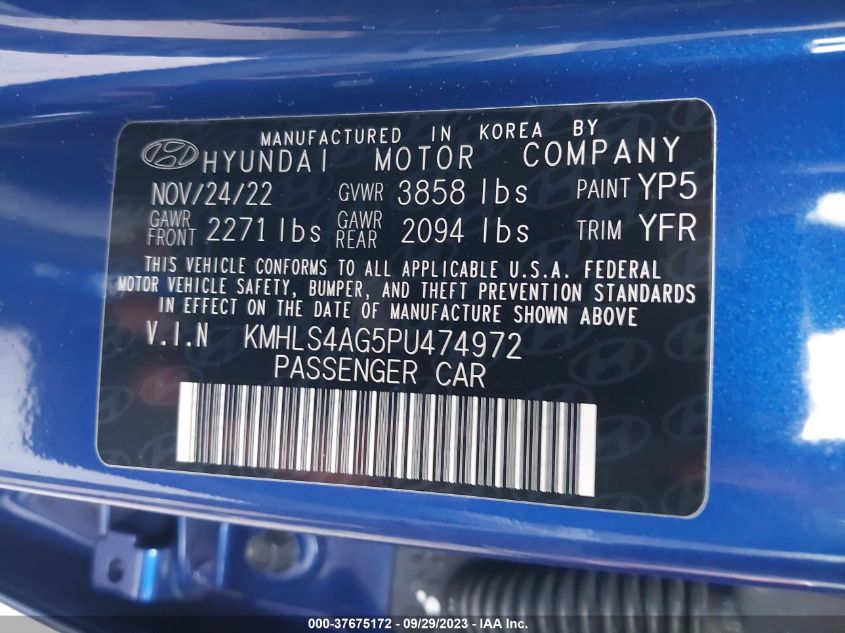 MANUFACTURED IN KOREA BY
HYUNDAI MOTOR COMPANY
NOV/24/22 GVWR 3858 lbs PAINT YP5
GAWR FRONT 2271 lbs GAWR REAR 2094 lbs TRIM YFR
THIS VEHICLE CONFORMS TO ALL APPLICABLE U.S.A. FEDERAL
MOTOR VEHICLE SAFETY, BUMPER, AND THEFT PREVENTION STANDARDS
IN EFFECT ON THE DATE OF MANUFACTURE SHOWN ABOVE
V.I.N KMHLS4AG5PU474972
PASSENGER CAR
000-37675172 - 09/29/2023 - IAA Inc.